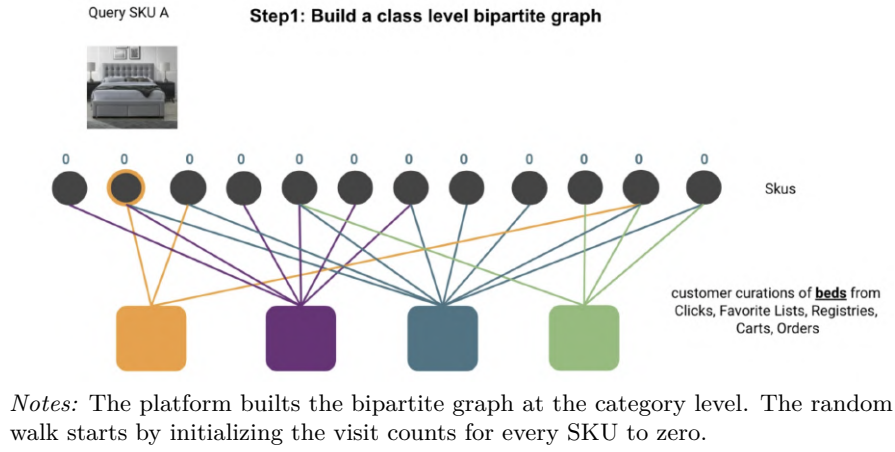 Query SKU A
Step1: Build a class level bipartite graph
0 0 0 0 0 0 0 0 0 0 0 0
Skus
customer curations of beds from
Clicks, Favorite Lists, Registries,
Carts, Orders
Notes: The platform builts the bipartite graph at the category level. The random
walk starts by initializing the visit counts for every SKU to zero.